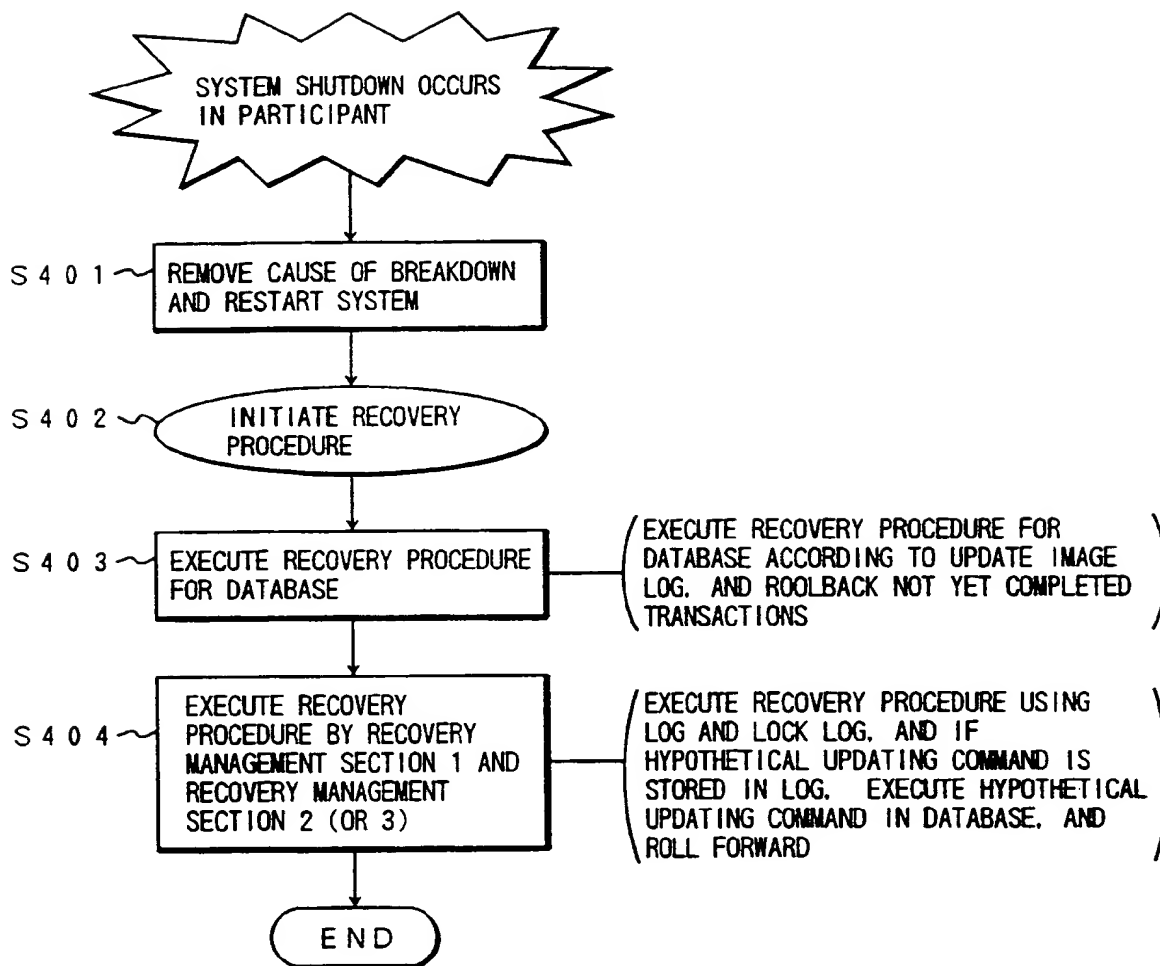 SYSTEM SHUTDOWN OCCURS
IN PARTICIPANT
S401
REMOVE CAUSE OF BREAKDOWN
AND RESTART SYSTEM
S402
INITIATE RECOVERY
PROCEDURE
S403
EXECUTE RECOVERY PROCEDURE
FOR DATABASE
EXECUTE RECOVERY PROCEDURE FOR
DATABASE ACCORDING TO UPDATE IMAGE
LOG, AND ROOLBACK NOT YET COMPLETED
TRANSACTIONS
S404
EXECUTE RECOVERY
PROCEDURE BY RECOVERY
MANAGEMENT SECTION 1 AND
RECOVERY MANAGEMENT
SECTION 2 (OR 3)
EXECUTE RECOVERY PROCEDURE USING
LOG AND LOCK LOG, AND IF
HYPOTHETICAL UPDATING COMMAND IS
STORED IN LOG. EXECUTE HYPOTHETICAL
UPDATING COMMAND IN DATABASE, AND
ROLL FORWARD
END